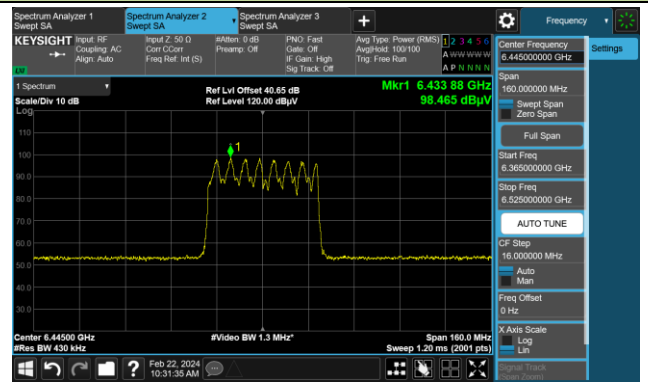 Spectrum Analyzer 1
Swept SA
Spectrum Analyzer 2
Swept SA
Spectrum Analyzer 3
Swept SA
+
Frequency
KEYSIGHT
Input: RF
Coupling: AC
Align: Auto
Input Z: 50 Ω
Corr CCorr
Freq Ref: Int (S)
#Atten: 0 dB
Preamp: Off
PNO: Fast
Gate: Off
IF Gain: High
Sig Track: Off
Avg Type: Power (RMS)
Avg|Hold: 100/100
Trig: Free Run
1 2 3 4 5 6
A W W W W W
A P N N N N
1 Spectrum
Scale/Div 10 dB
Log
Ref Lvl Offset 40.65 dB
Ref Level 120.00 dBµV
Mkr1 6.433 88 GHz
98.465 dBµV
110
100
90.0
80.0
70.0
60.0
50.0
40.0
30.0
1
Center 6.44500 GHz
#Res BW 430 kHz
#Video BW 1.3 MHz*
Span 160.0 MHz
Sweep 1.20 ms (2001 pts)
Feb 22, 2024
10:31:35 AM
?
Center Frequency
6.445000000 GHz
Settings
Span
160.000000 MHz
Swept Span
Zero Span
Full Span
Start Freq
6.365000000 GHz
Stop Freq
6.525000000 GHz
AUTO TUNE
CF Step
16.000000 MHz
Auto
Man
Freq Offset
0 Hz
X Axis Scale
Log
Lin
Signal Track
(Span Zoom)